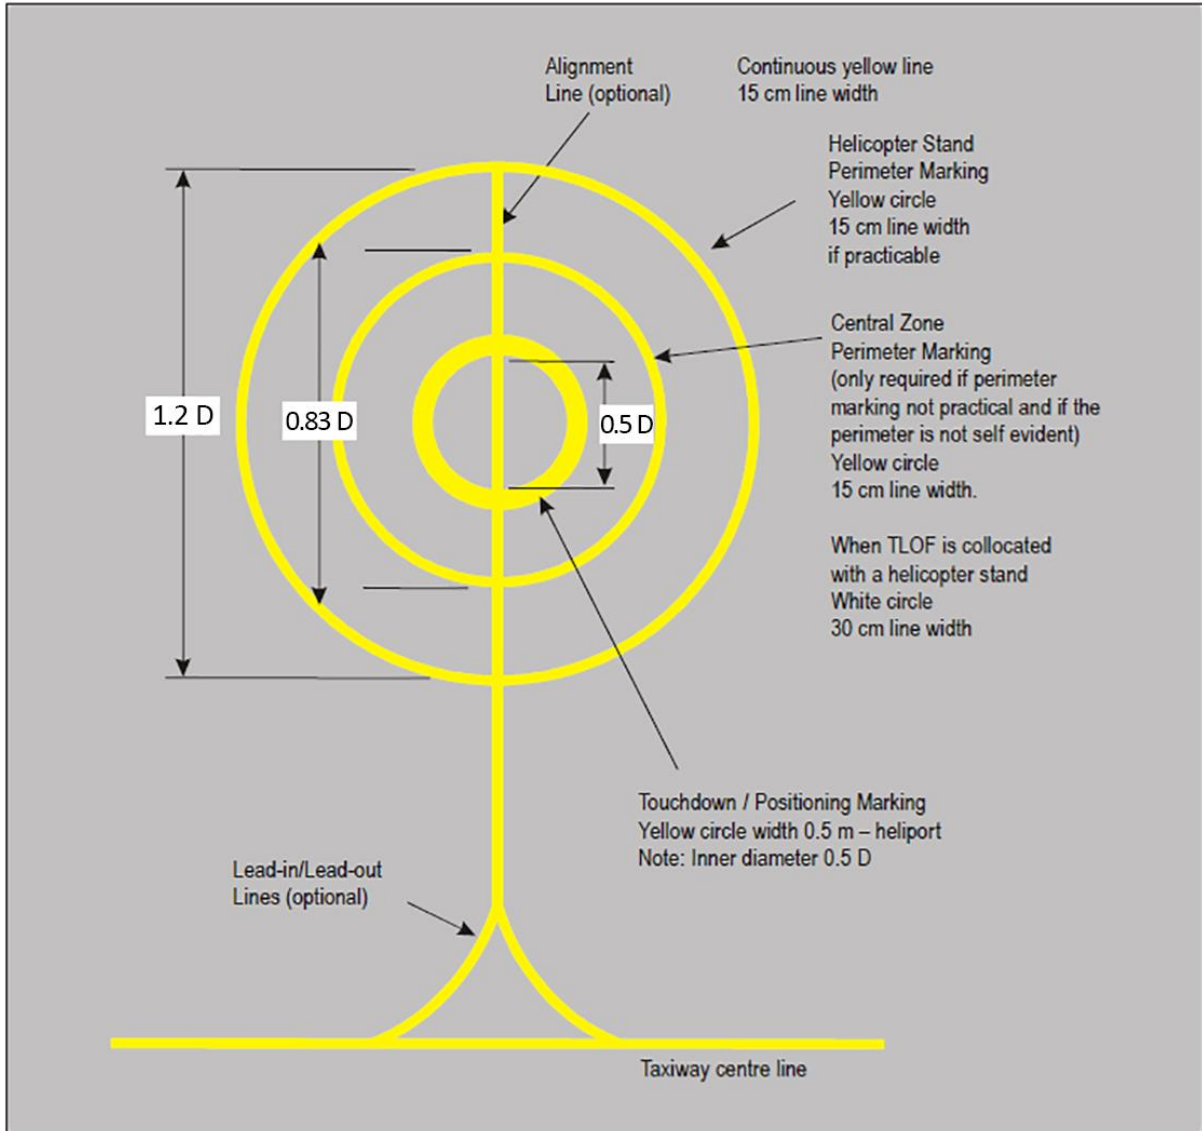 Alignment
Line (optional)
Continuous yellow line
15 cm line width
Helicopter Stand
Perimeter Marking
Yellow circle
15 cm line width
if practicable
Central Zone
Perimeter Marking
(only required if perimeter
marking not practical and if the
perimeter is not self evident)
Yellow circle
15 cm line width.
When TLOF is collocated
with a helicopter stand
White circle
30 cm line width
1.2 D
0.83 D
0.5 D
Touchdown / Positioning Marking
Yellow circle width 0.5 m – heliport
Note: Inner diameter 0.5 D
Lead-in/Lead-out
Lines (optional)
Taxiway centre line